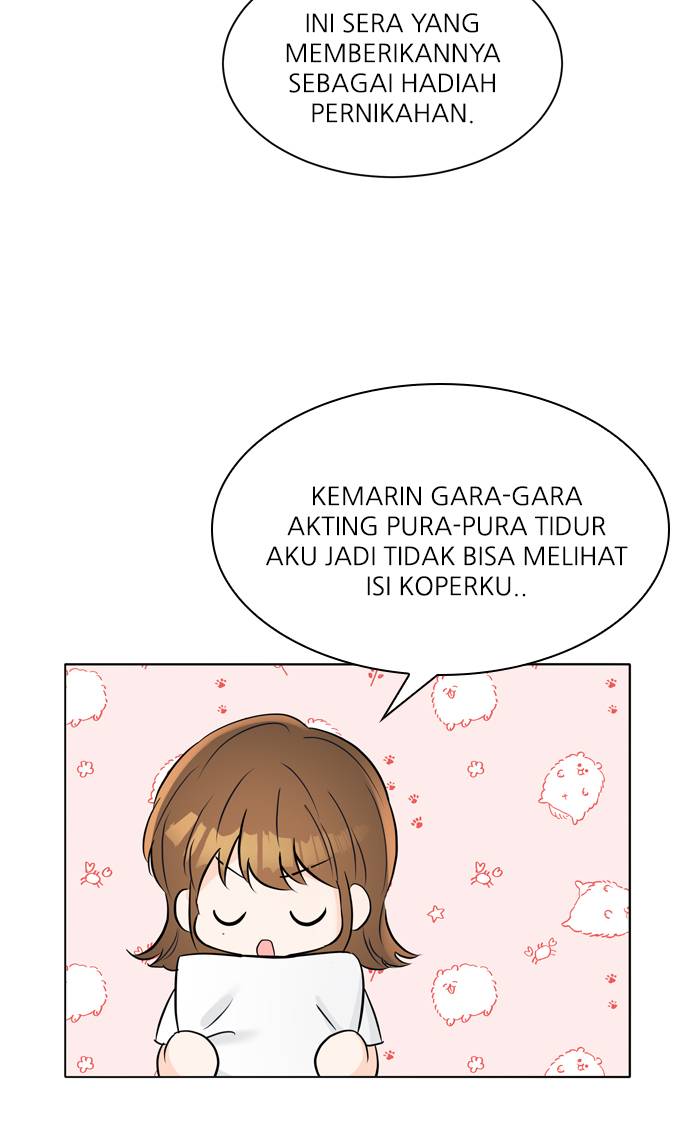 INI SERA YANG
MEMBERIKANNYA
SEBAGAI HADIAH
PERNIKAHAN.
KEMARIN GARA-GARA
AKTING PURA-PURA TIDUR
AKU JADI TIDAK BISA MELIHAT
ISI KOPERKU..